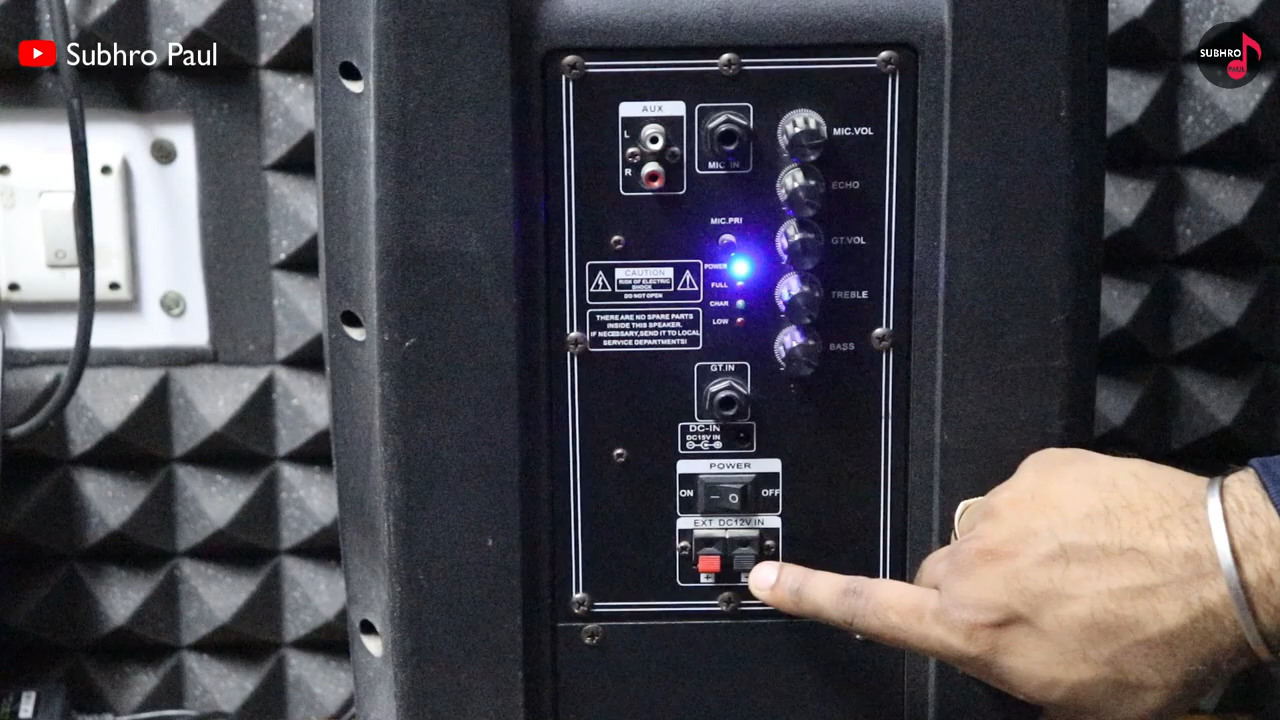 Subhro Paul
SUBHRO
PAUL
AUX
L
R
MIC IN
MIC.VOL
ECHO
MIC.PRI
GT.VOL
POWER
FULL
CHAR
LOW
TREBLE
BASS
CAUTION
RISK OF ELECTRIC
SHOCK
DO NOT OPEN
THERE ARE NO SPARE PARTS
INSIDE THIS SPEAKER.
IF NECESSARY,SEND IT TO LOCAL
SERVICE DEPARTMENTS!
GT.IN
DC-IN
DC15V IN
POWER
ON
OFF
EXT DC12V IN
+
-